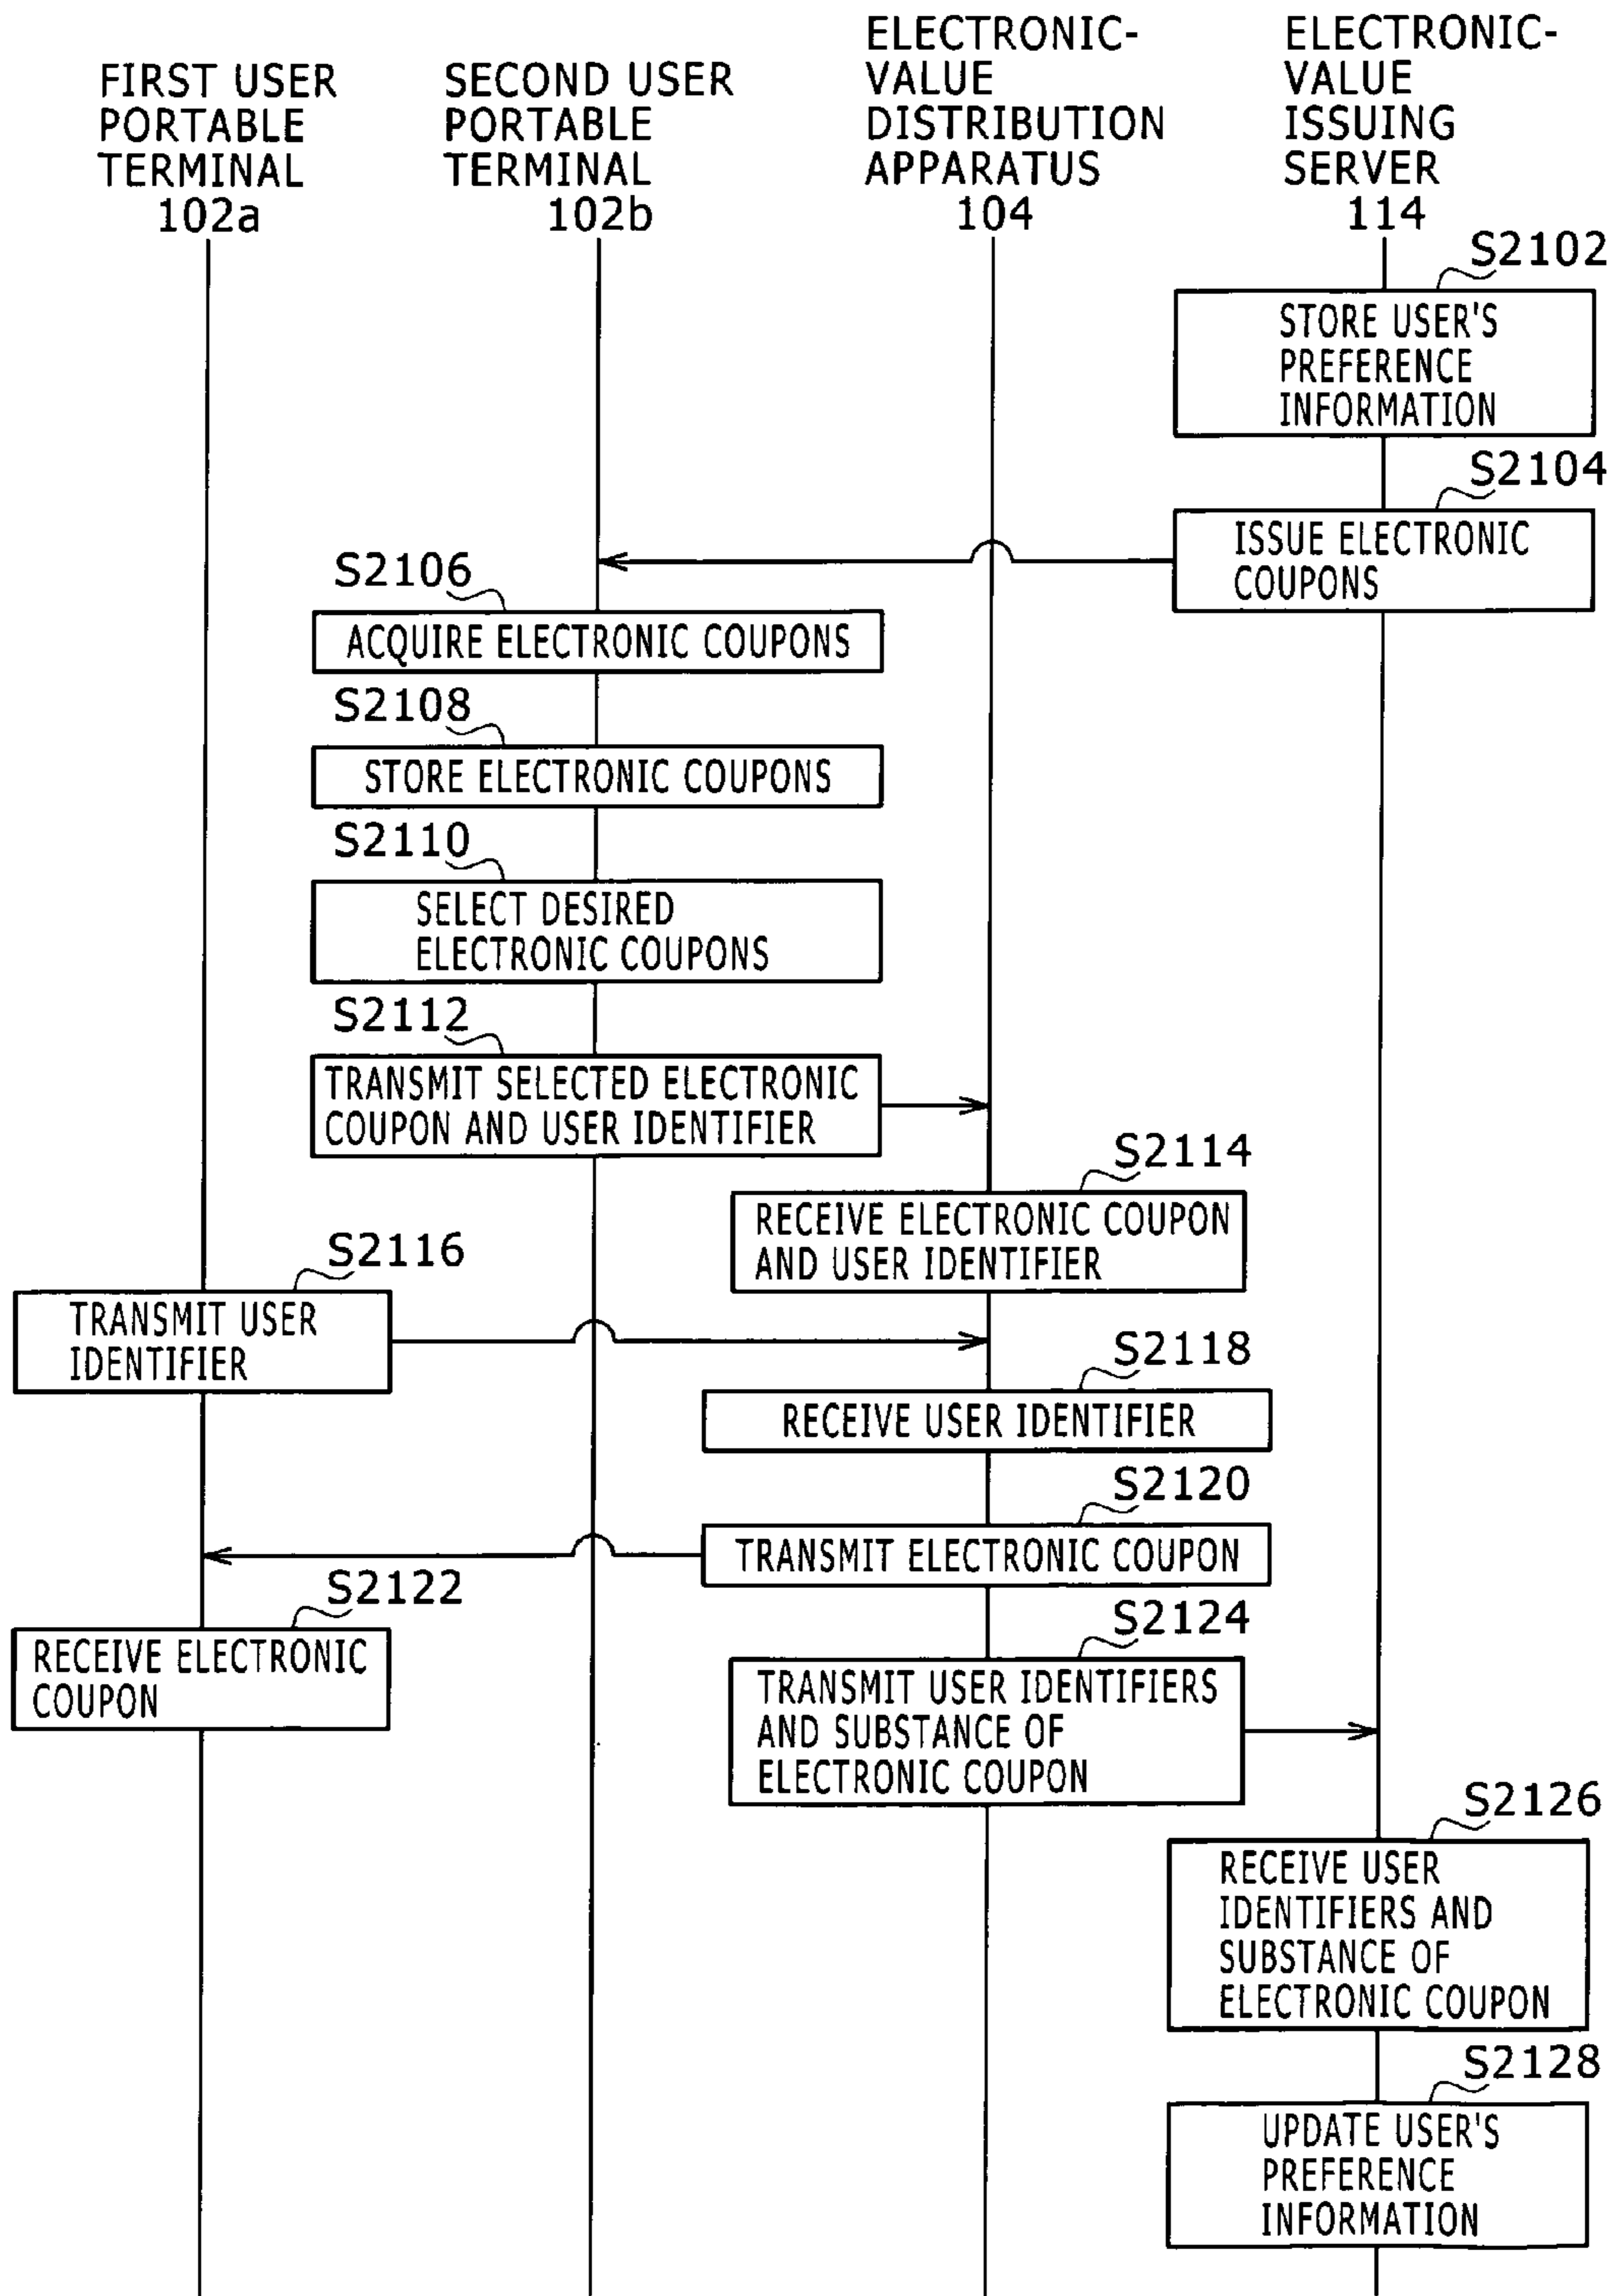 FIRST USER
PORTABLE
TERMINAL
102a
SECOND USER
PORTABLE
TERMINAL
102b
ELECTRONIC-
VALUE
DISTRIBUTION
APPARATUS
104
ELECTRONIC-
VALUE
ISSUING
SERVER
114
S2102
STORE USER'S
PREFERENCE
INFORMATION
S2104
ISSUE ELECTRONIC
COUPONS
S2106
ACQUIRE ELECTRONIC COUPONS
S2108
STORE ELECTRONIC COUPONS
S2110
SELECT DESIRED
ELECTRONIC COUPONS
S2112
TRANSMIT SELECTED ELECTRONIC
COUPON AND USER IDENTIFIER
S2114
RECEIVE ELECTRONIC COUPON
AND USER IDENTIFIER
S2116
TRANSMIT USER
IDENTIFIER
S2118
RECEIVE USER IDENTIFIER
S2120
TRANSMIT ELECTRONIC COUPON
S2122
RECEIVE ELECTRONIC
COUPON
S2124
TRANSMIT USER IDENTIFIERS
AND SUBSTANCE OF
ELECTRONIC COUPON
S2126
RECEIVE USER
IDENTIFIERS AND
SUBSTANCE OF
ELECTRONIC COUPON
S2128
UPDATE USER'S
PREFERENCE
INFORMATION